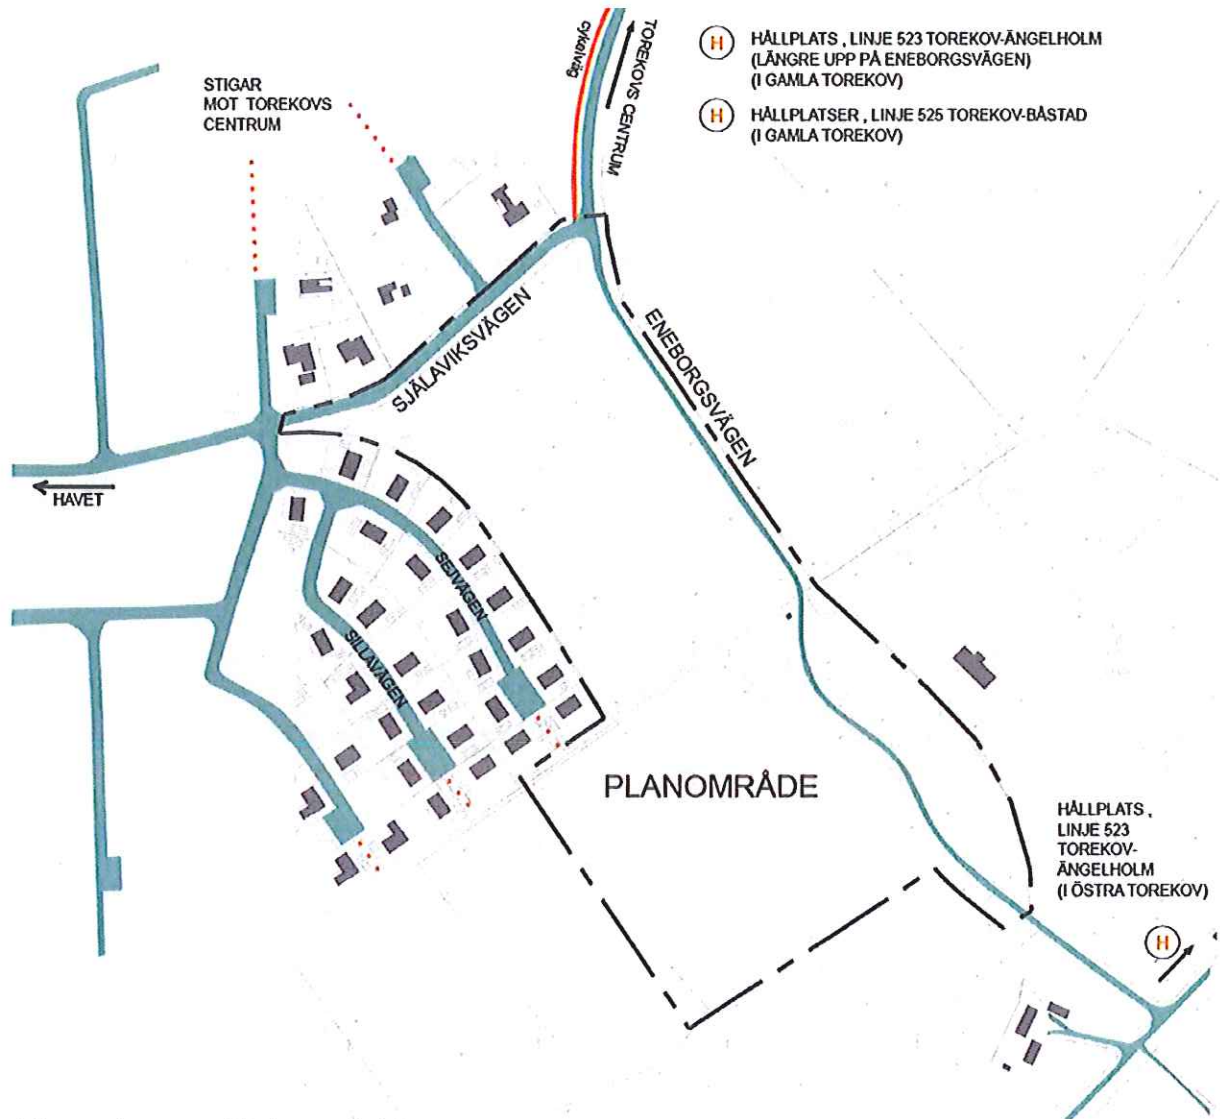 STIGAR
MOT TOREKOVS
CENTRUM
cykelväg
TOREKOVS CENTRUM
H
HÅLLPLATS , LINJE 523 TOREKOV-ÄNGELHOLM
(LÄNGRE UPP PÅ ENEBORGSVÄGEN)
(I GAMLA TOREKOV)
H
HÅLLPLATSER , LINJE 525 TOREKOV-BÅSTAD
(I GAMLA TOREKOV)
SJÄLAVIKSVÄGEN
ENEBORGSVÄGEN
HAVET
SEJVÄGEN
SILLAVÄGEN
PLANOMRÅDE
HÅLLPLATS ,
LINJE 523
TOREKOV-
ÄNGELHOLM
(I ÖSTRA TOREKOV)
H